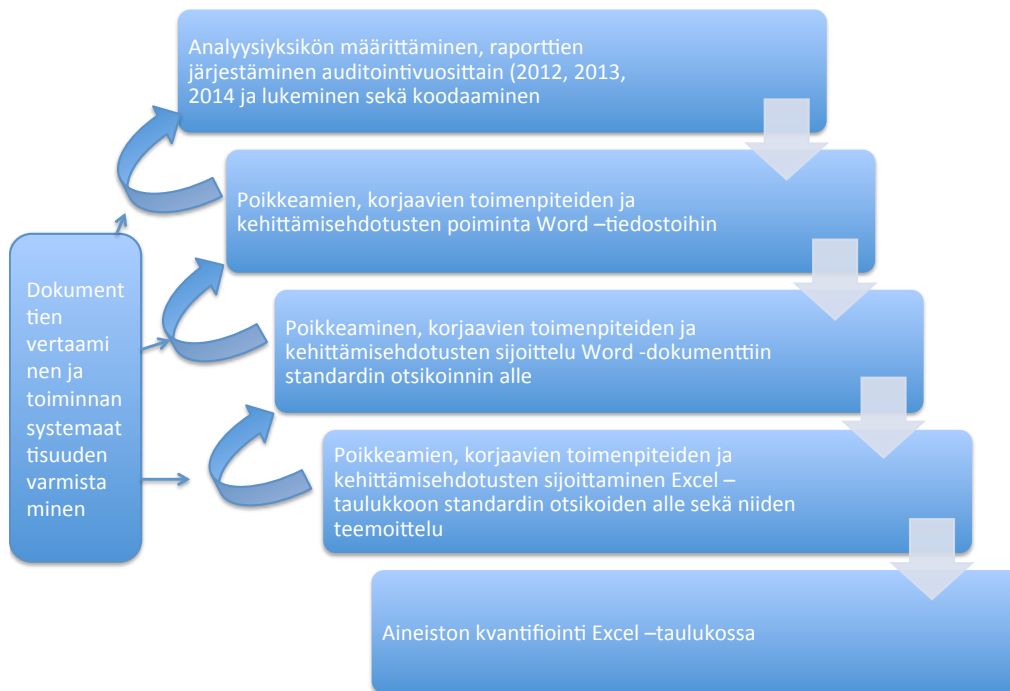 Analyysiyksikön määrittäminen, raporttien
järjestäminen auditointivuosittain (2012, 2013,
2014 ja lukeminen sekä koodaaminen
Poikkeamien, korjaavien toimenpiteiden ja
kehittämisehdotusten poiminta Word –tiedostoihin
Dokument
tien
vertaami
nen ja
toiminnan
systemaat
tisuuden
varmista
minen
Poikkeaminen, korjaavien toimenpiteiden ja
kehittämisehdotusten sijoittelu Word -dokumenttiin
standardin otsikoinnin alle
Poikkeamien, korjaavien toimenpiteiden ja
kehittämisehdotusten sijoittaminen Excel –
taulukkoon standardin otsikoiden alle sekä niiden
teemoittelu
Aineiston kvantifiointi Excel –taulukossa